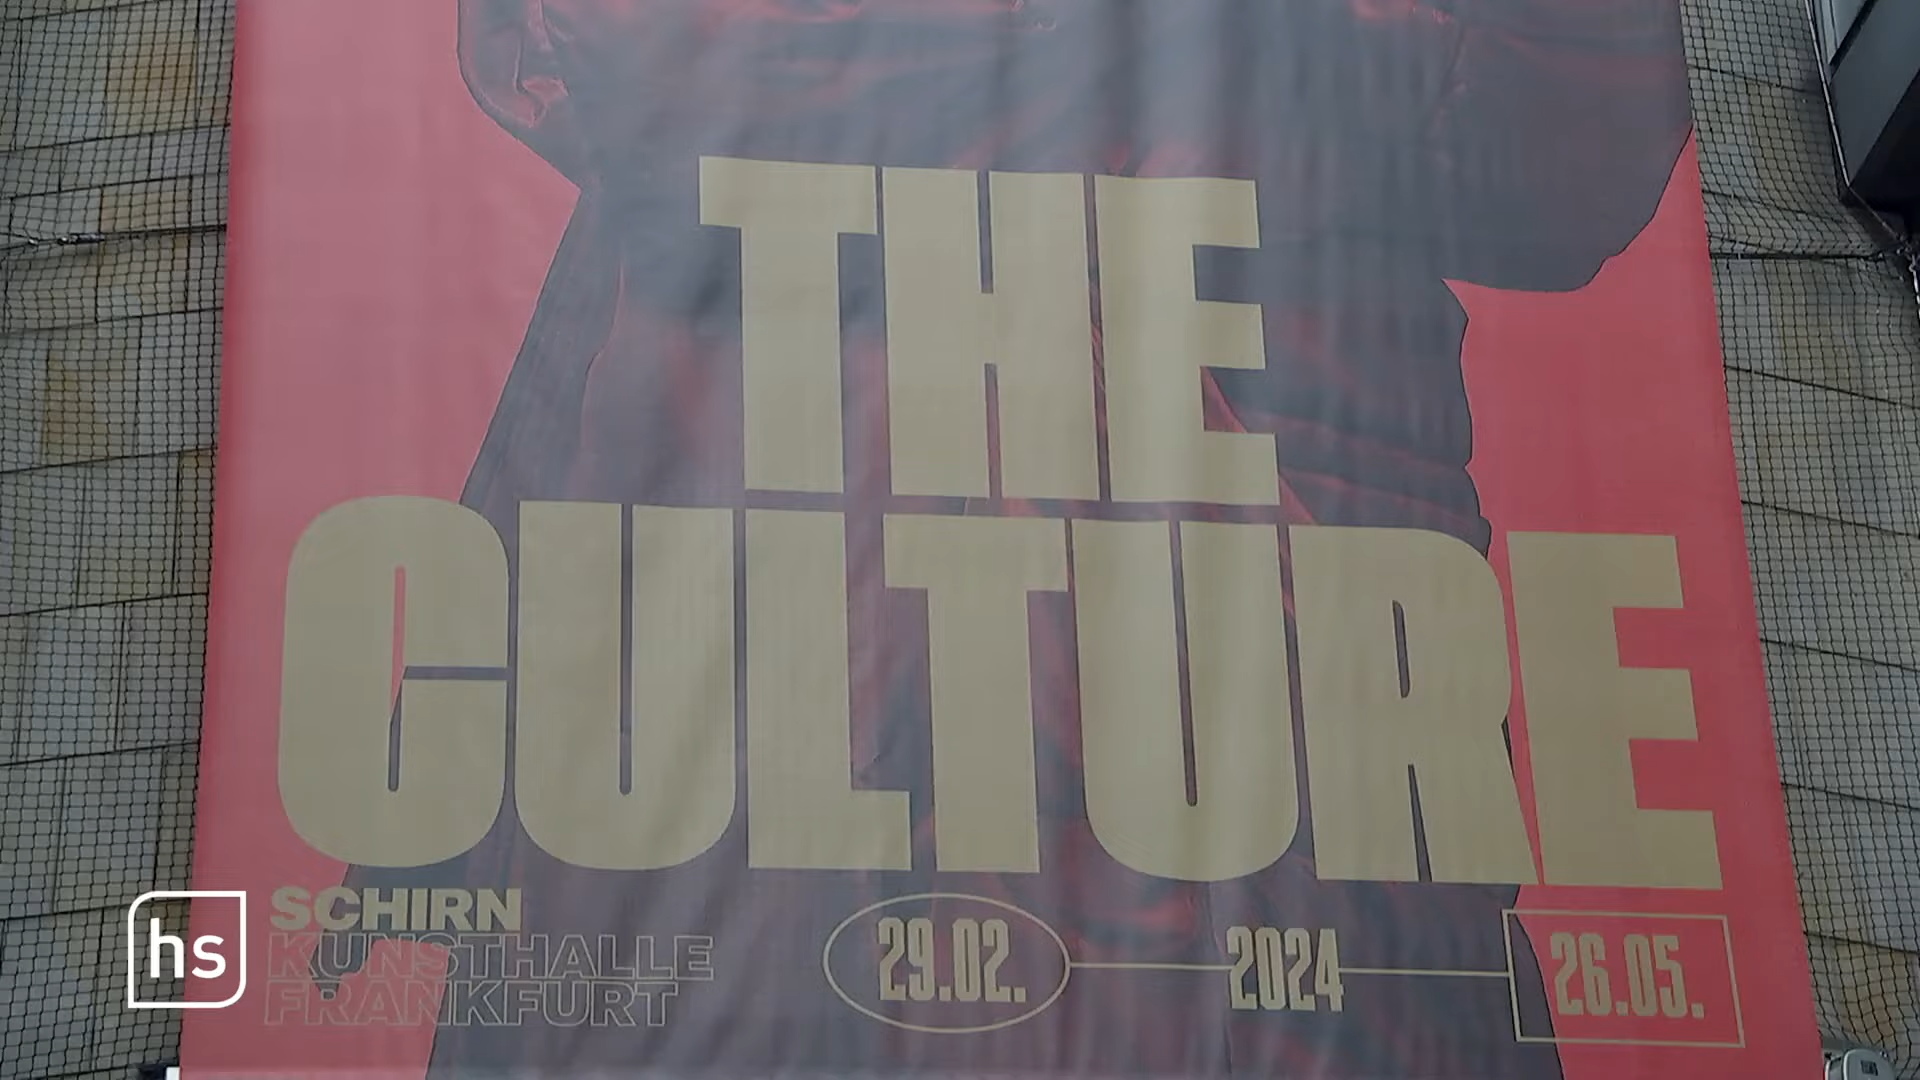 THE
CULTURE
SCHIRN
KUNSTHALLE
FRANKFURT
29.02. 2024 26.05.
hs